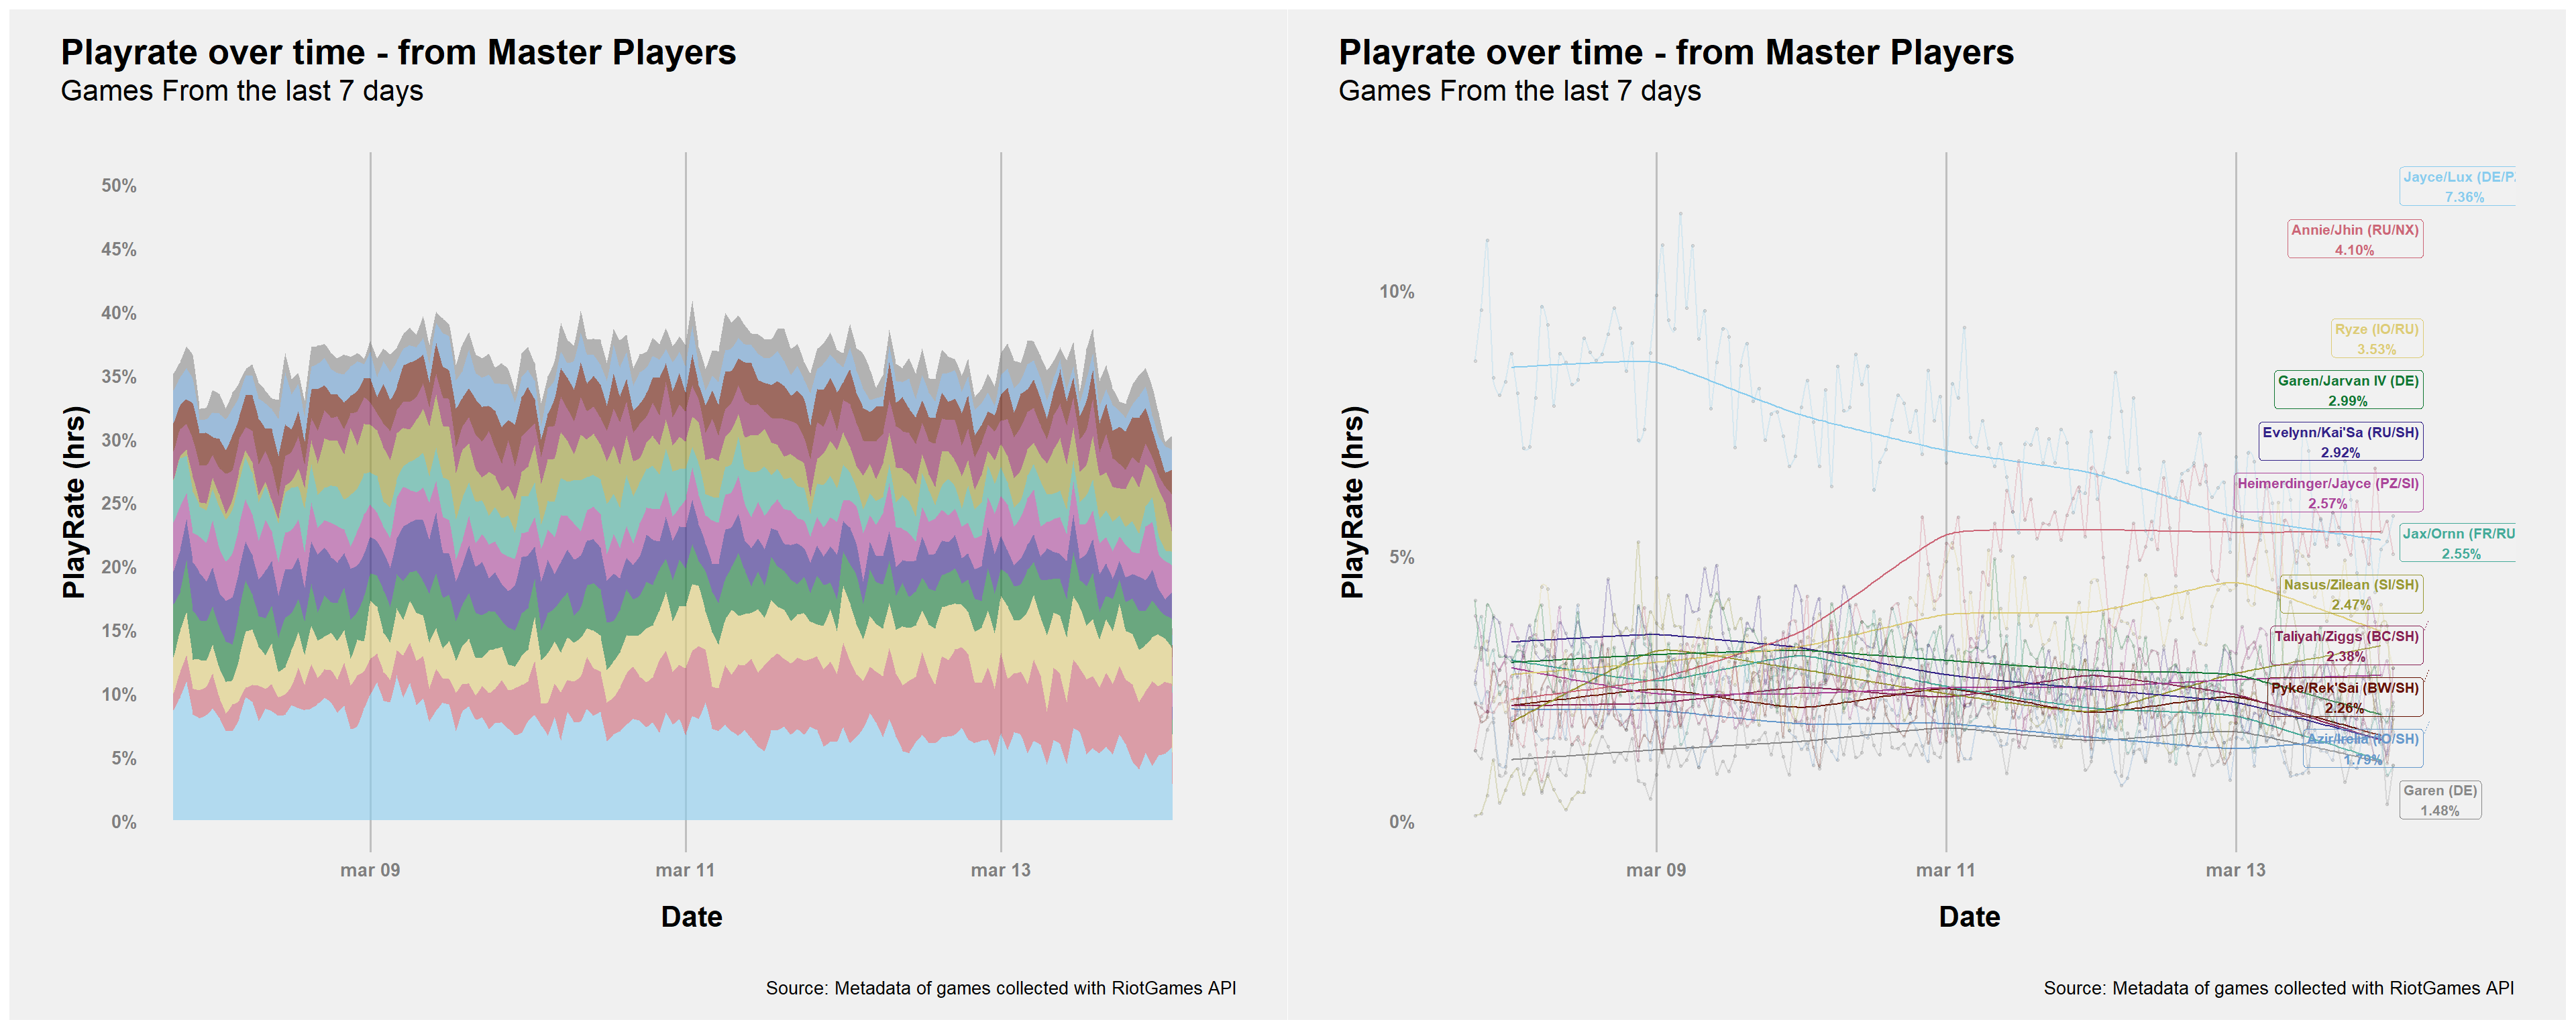 Playrate over time - from Master Players
Games From the last 7 days
50%
45%
40%
35%
30%
25%
20%
15%
10%
5%
0%
PlayRate (hrs)
mar 09
mar 11
mar 13
Date
Source: Metadata of games collected with RiotGames API
Playrate over time - from Master Players
Games From the last 7 days
10%
5%
0%
PlayRate (hrs)
Jayce/Lux (DE/P
7.36%
Annie/Jhin (RU/NX)
4.10%
Ryze (IO/RU)
3.53%
Garen/Jarvan IV (DE)
2.99%
Evelynn/Kai'Sa (RU/SH)
2.92%
Heimerdinger/Jayce (PZ/SI)
2.57%
Jax/Ornn (FR/RU
2.55%
Nasus/Zilean (SI/SH)
2.47%
Taliyah/Ziggs (BC/SH)
2.38%
Pyke/Rek'Sai (BW/SH)
2.26%
Azir/Irelia (IO/SH)
1.79%
Garen (DE)
1.48%
mar 09
mar 11
mar 13
Date
Source: Metadata of games collected with RiotGames API